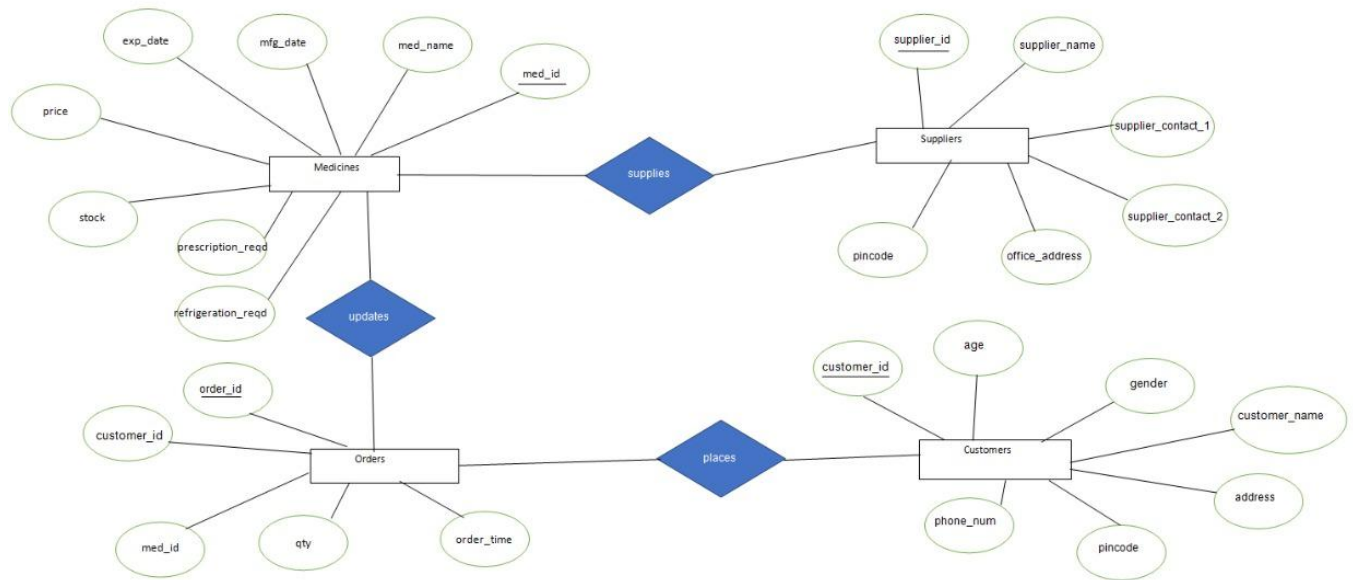 exp_date
mfg_date
med_name
med_id
price
Medicines
stock
prescription_reqd
refrigeration_reqd
supplies
supplier_id
supplier_name
supplier_contact_1
Suppliers
supplier_contact_2
pincode
office_address
updates
order_id
customer_id
Orders
med_id
qty
order_time
places
customer_id
age
gender
customer_name
Customers
address
phone_num
pincode